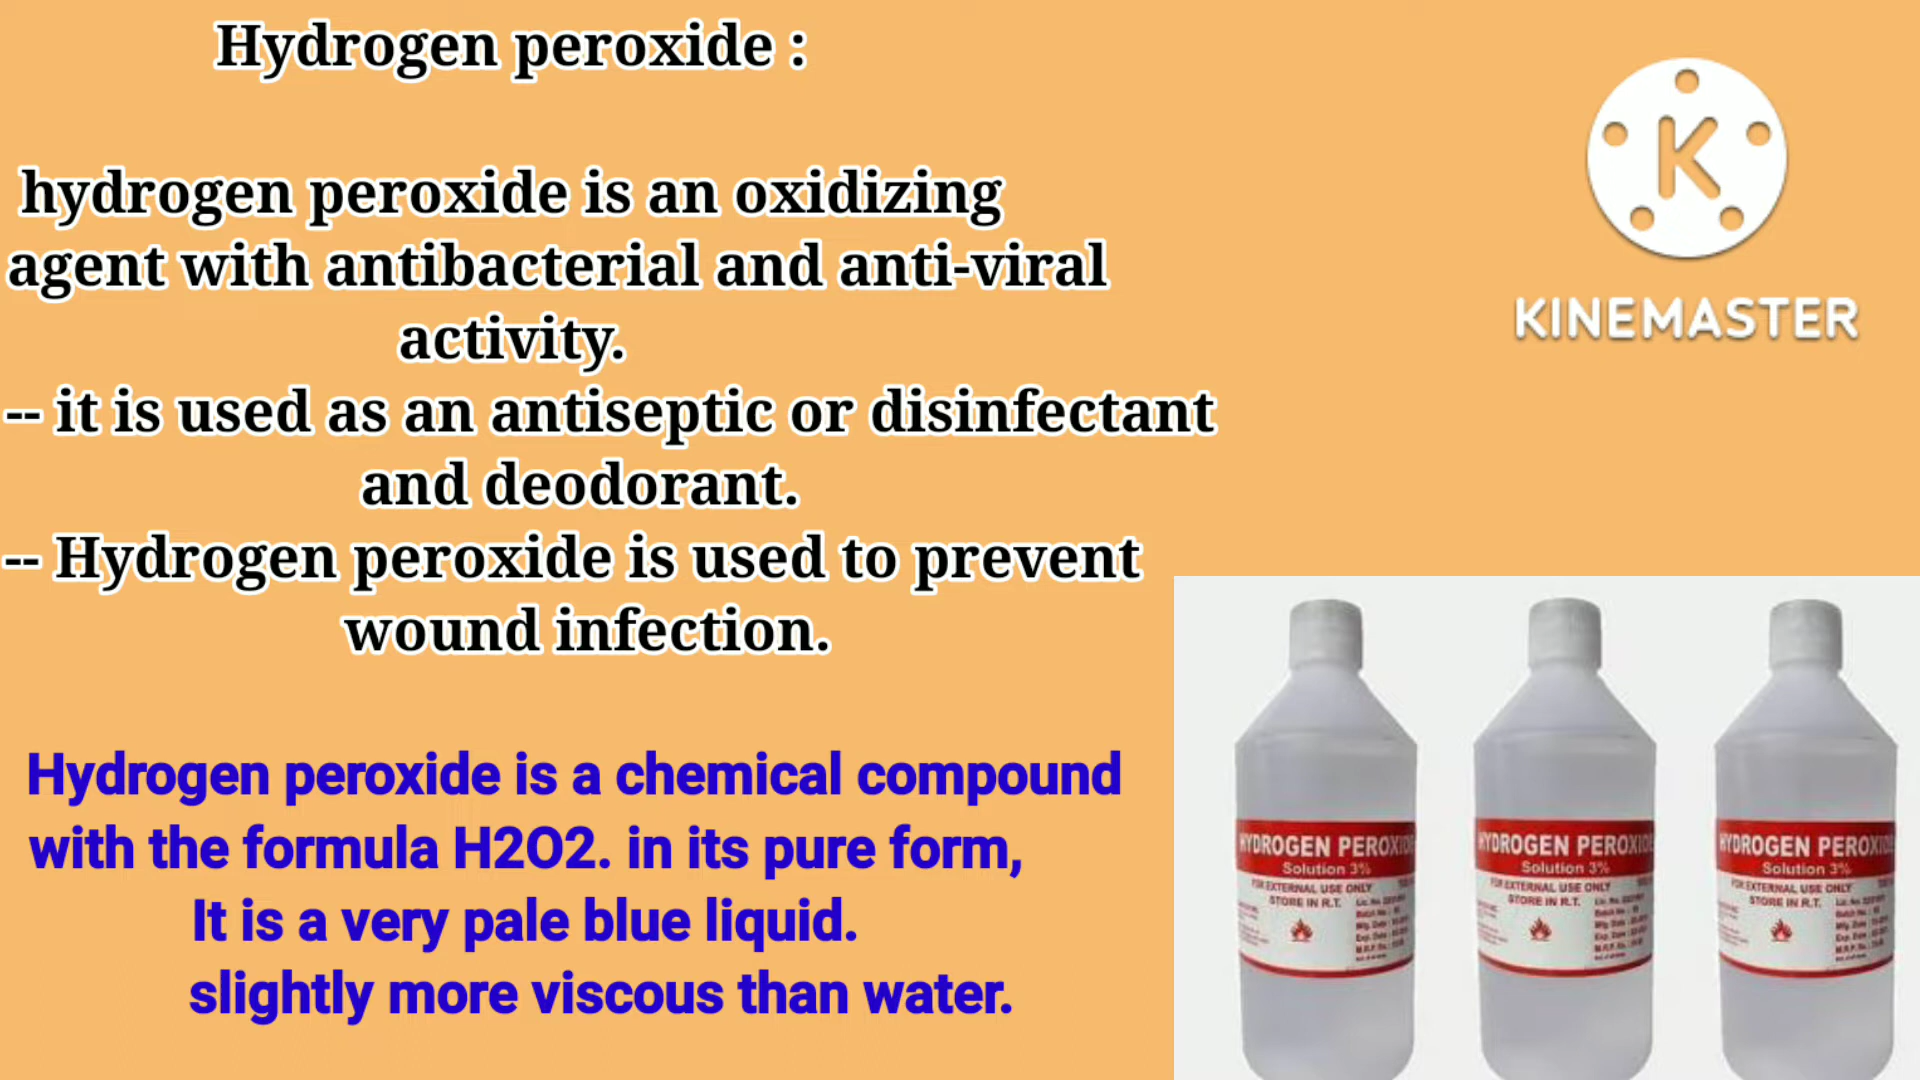 Hydrogen peroxide :
hydrogen peroxide is an oxidizing
agent with antibacterial and anti-viral
activity.
-- it is used as an antiseptic or disinfectant
and deodorant.
-- Hydrogen peroxide is used to prevent
wound infection.
Hydrogen peroxide is a chemical compound
with the formula H2O2. in its pure form,
It is a very pale blue liquid.
slightly more viscous than water.
K
KINEMASTER
HYDROGEN PEROXIDE
Solution 3%
FOR EXTERNAL USE ONLY
STORE IN R.T.
HYDROGEN PEROXIDE
Solution 3%
FOR EXTERNAL USE ONLY
STORE IN R.T.
HYDROGEN PEROXIDE
Solution 3%
FOR EXTERNAL USE ONLY
STORE IN R.T.